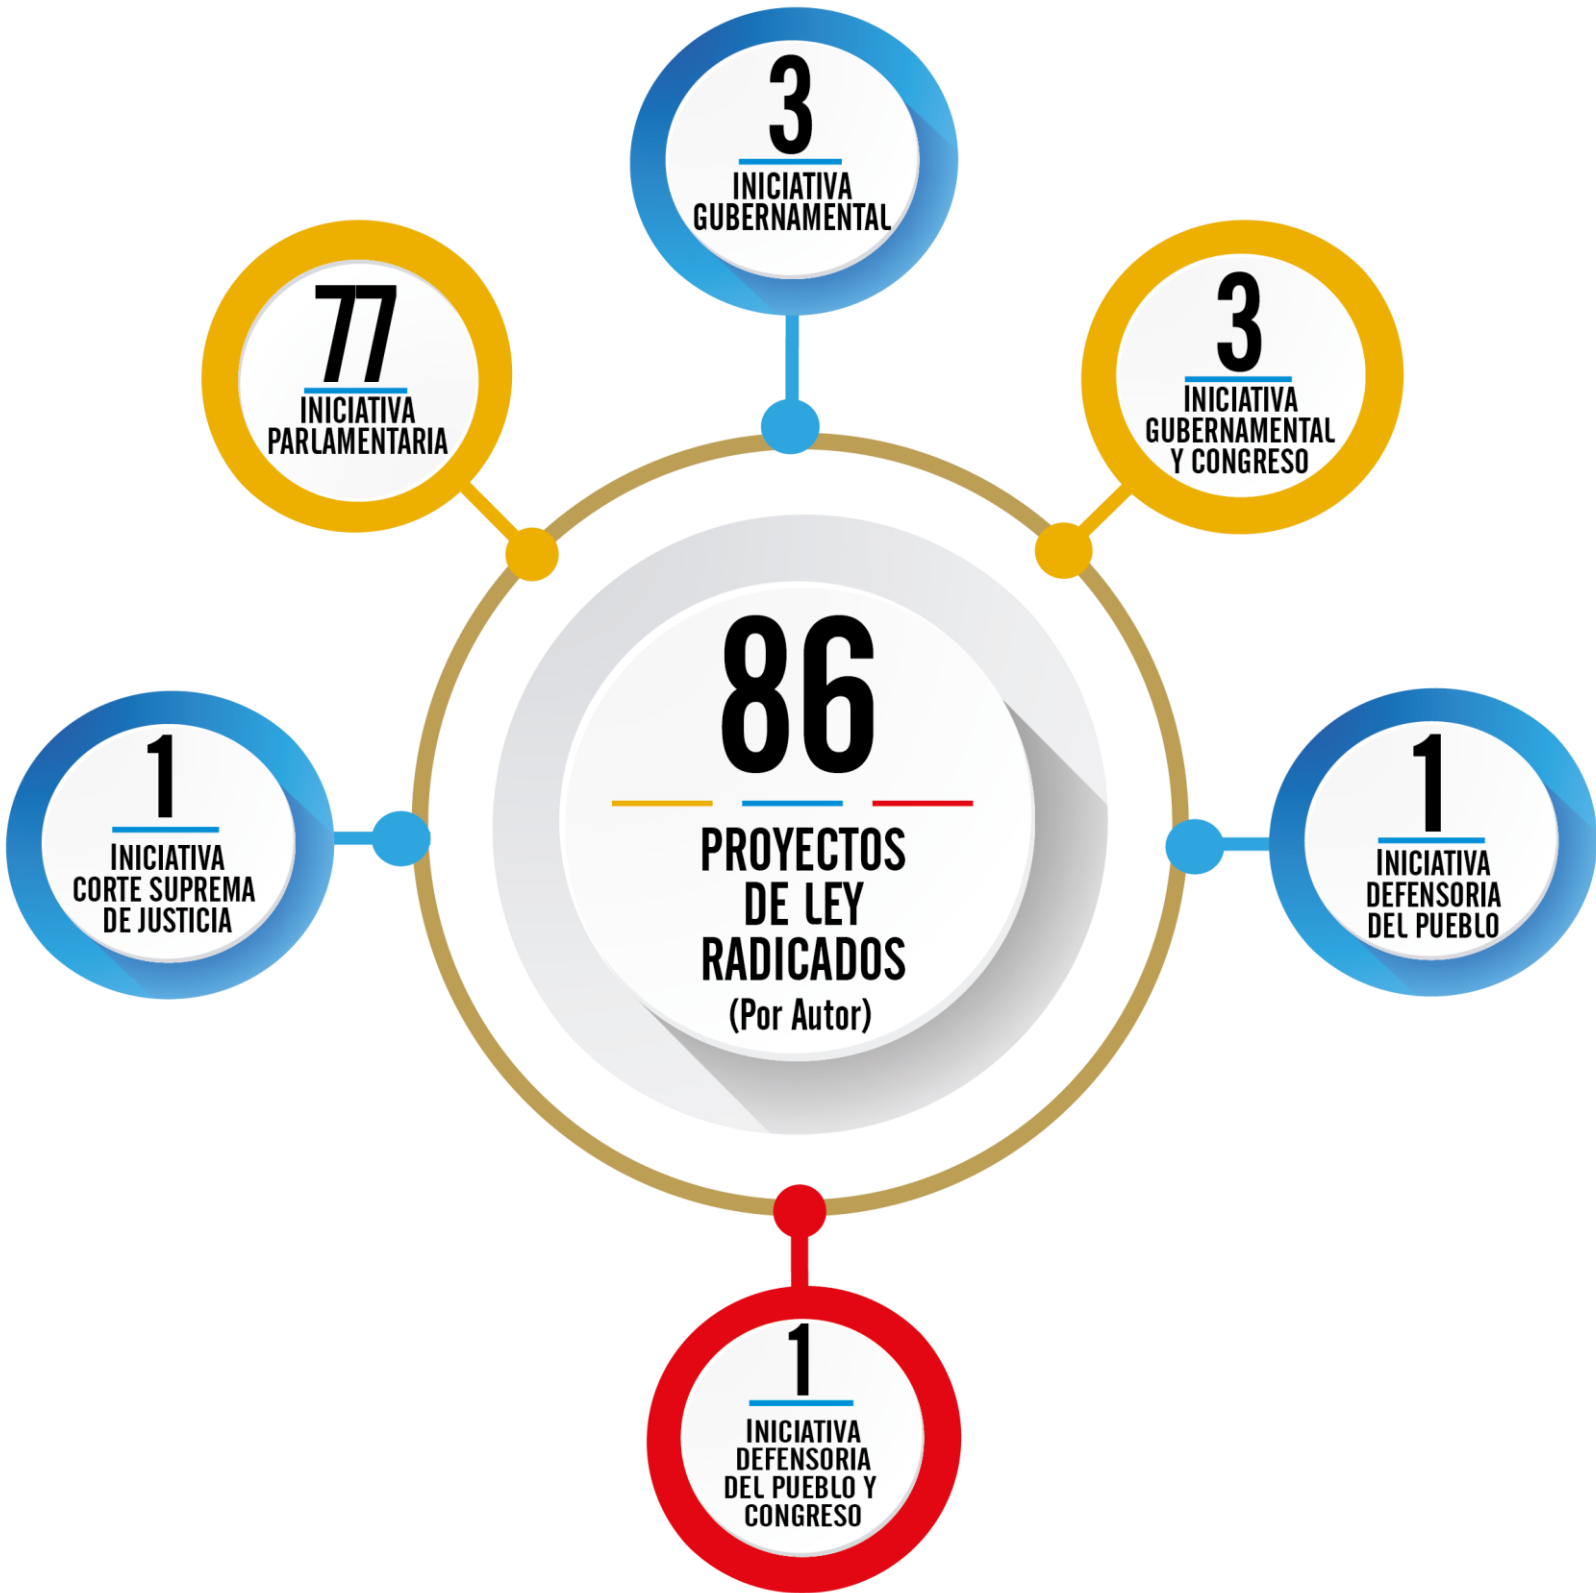 3
INICIATIVA
GUBERNAMENTAL
77
INICIATIVA
PARLAMENTARIA
3
INICIATIVA
GUBERNAMENTAL
Y CONGRESO
86
PROYECTOS
DE LEY
RADICADOS
(Por Autor)
1
INICIATIVA
CORTE SUPREMA
DE JUSTICIA
1
INICIATIVA
DEFENSORIA
DEL PUEBLO
1
INICIATIVA
DEFENSORIA
DEL PUEBLO Y
CONGRESO